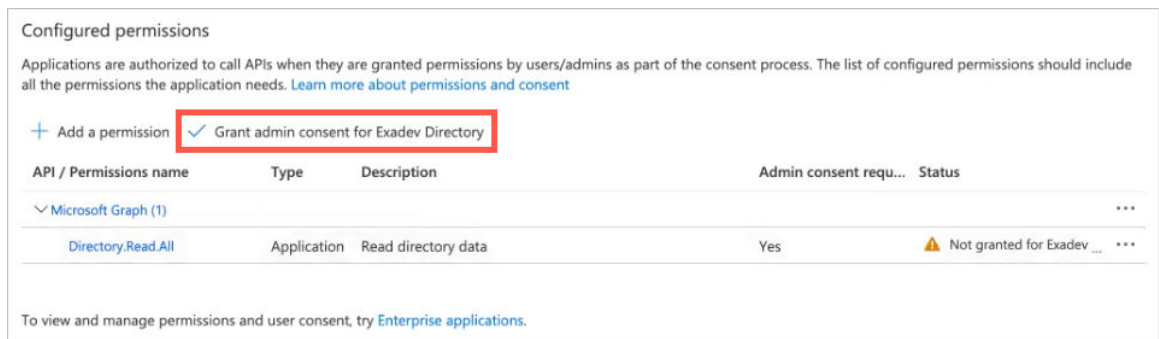 Configured permissions
Applications are authorized to call APIs when they are granted permissions by users/admins as part of the consent process. The list of configured permissions should include
all the permissions the application needs. Learn more about permissions and consent
Add a permission Grant admin consent for Exadev Directory
API / Permissions name Type Description Admin consent requ... Status
Microsoft Graph (1) ...
Directory.Read.All Application Read directory data Yes Not granted for Exadev ... ...
To view and manage permissions and user consent, try Enterprise applications.